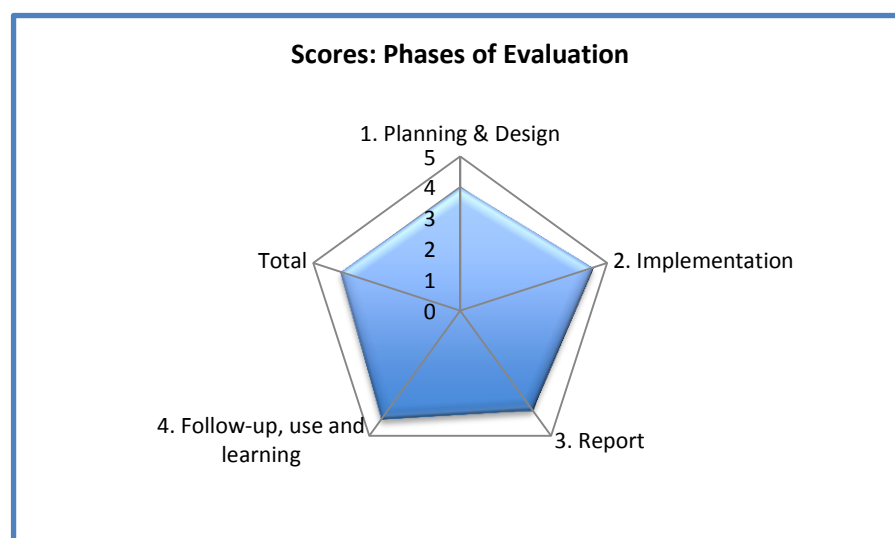 Scores: Phases of Evaluation
1. Planning & Design
5
4
3
2
1
0
Total
2. Implementation
4. Follow-up, use and
learning
3. Report